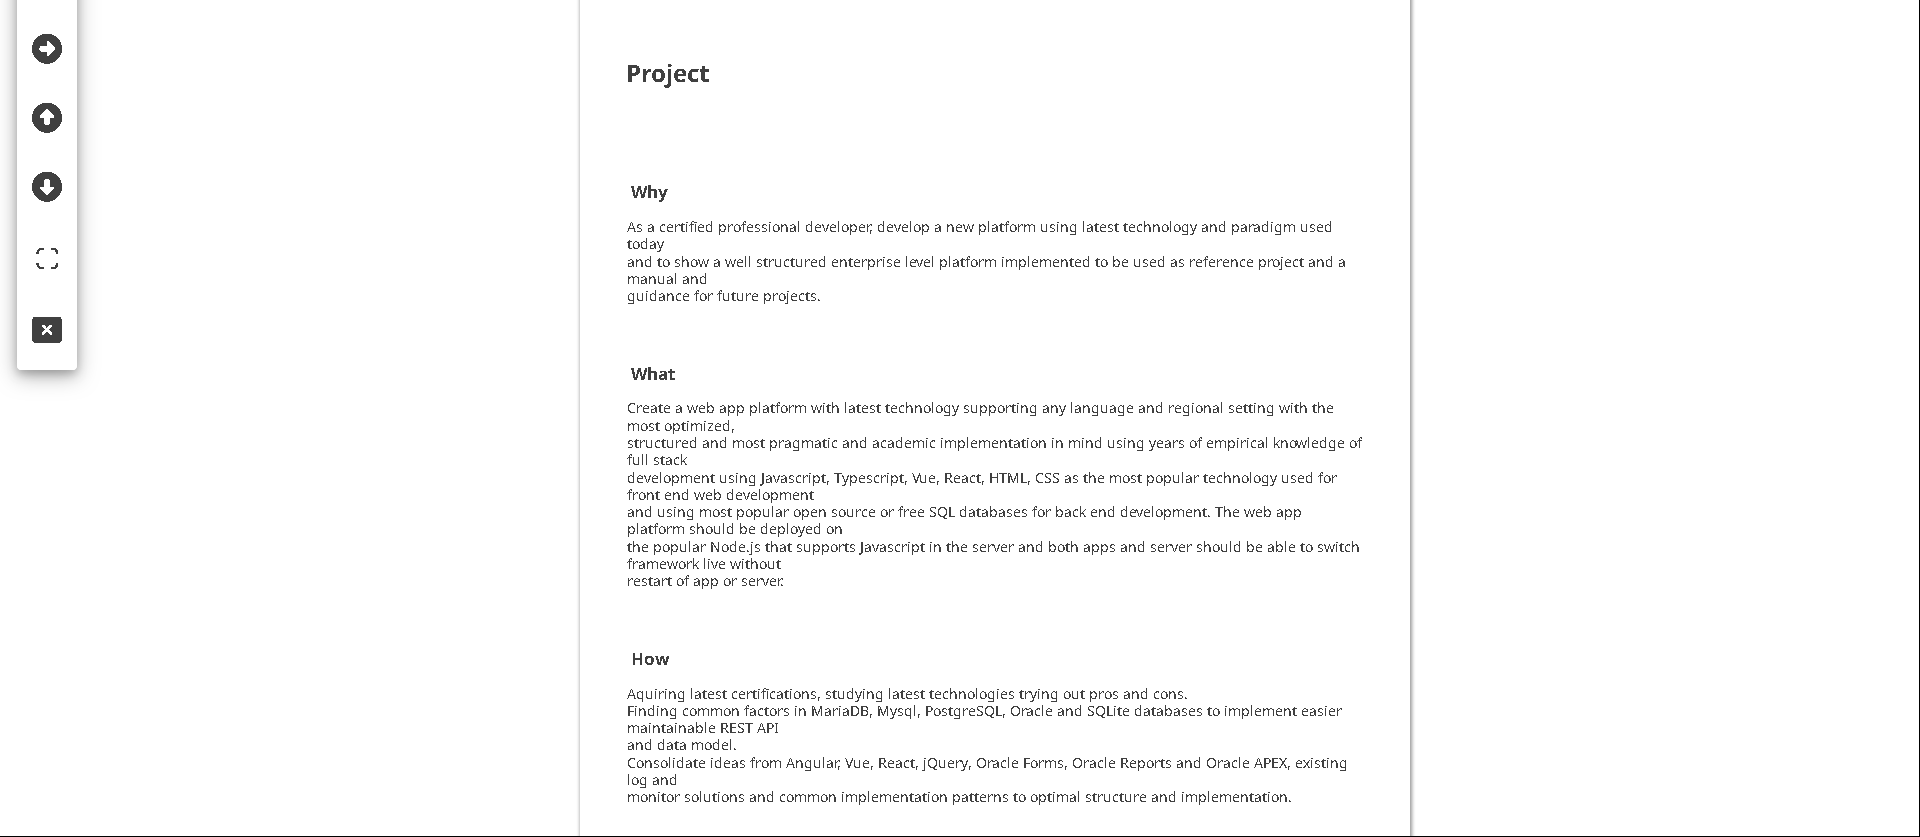 Project
Why
As a certified professional developer, develop a new platform using latest technology and paradigm used
today
and to show a well structured enterprise level platform implemented to be used as reference project and a
manual and
guidance for future projects.
What
Create a web app platform with latest technology supporting any language and regional setting with the
most optimized,
structured and most pragmatic and academic implementation in mind using years of empirical knowledge of
full stack
development using Javascript, Typescript, Vue, React, HTML, CSS as the most popular technology used for
front end web development
and using most popular open source or free SQL databases for back end development. The web app
platform should be deployed on
the popular Node.js that supports Javascript in the server and both apps and server should be able to switch
framework live without
restart of app or server.
How
Aquiring latest certifications, studying latest technologies trying out pros and cons.
Finding common factors in MariaDB, Mysql, PostgreSQL, Oracle and SQLite databases to implement easier
maintainable REST API
and data model.
Consolidate ideas from Angular, Vue, React, jQuery, Oracle Forms, Oracle Reports and Oracle APEX, existing
log and
monitor solutions and common implementation patterns to optimal structure and implementation.